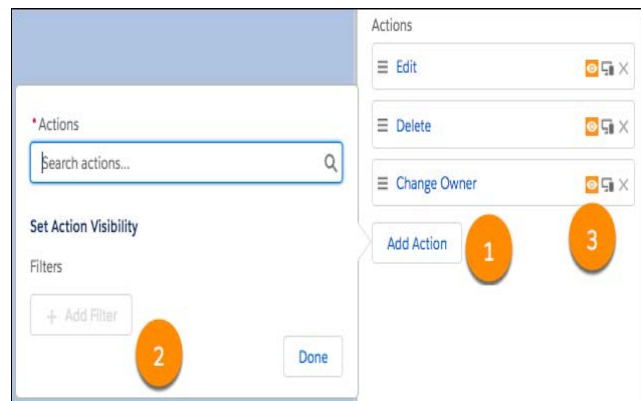 Actions
Edit
Delete
Change Owner
Add Action
1
3
*Actions
Search actions...
Set Action Visibility
Filters
+ Add Filter
2
Done